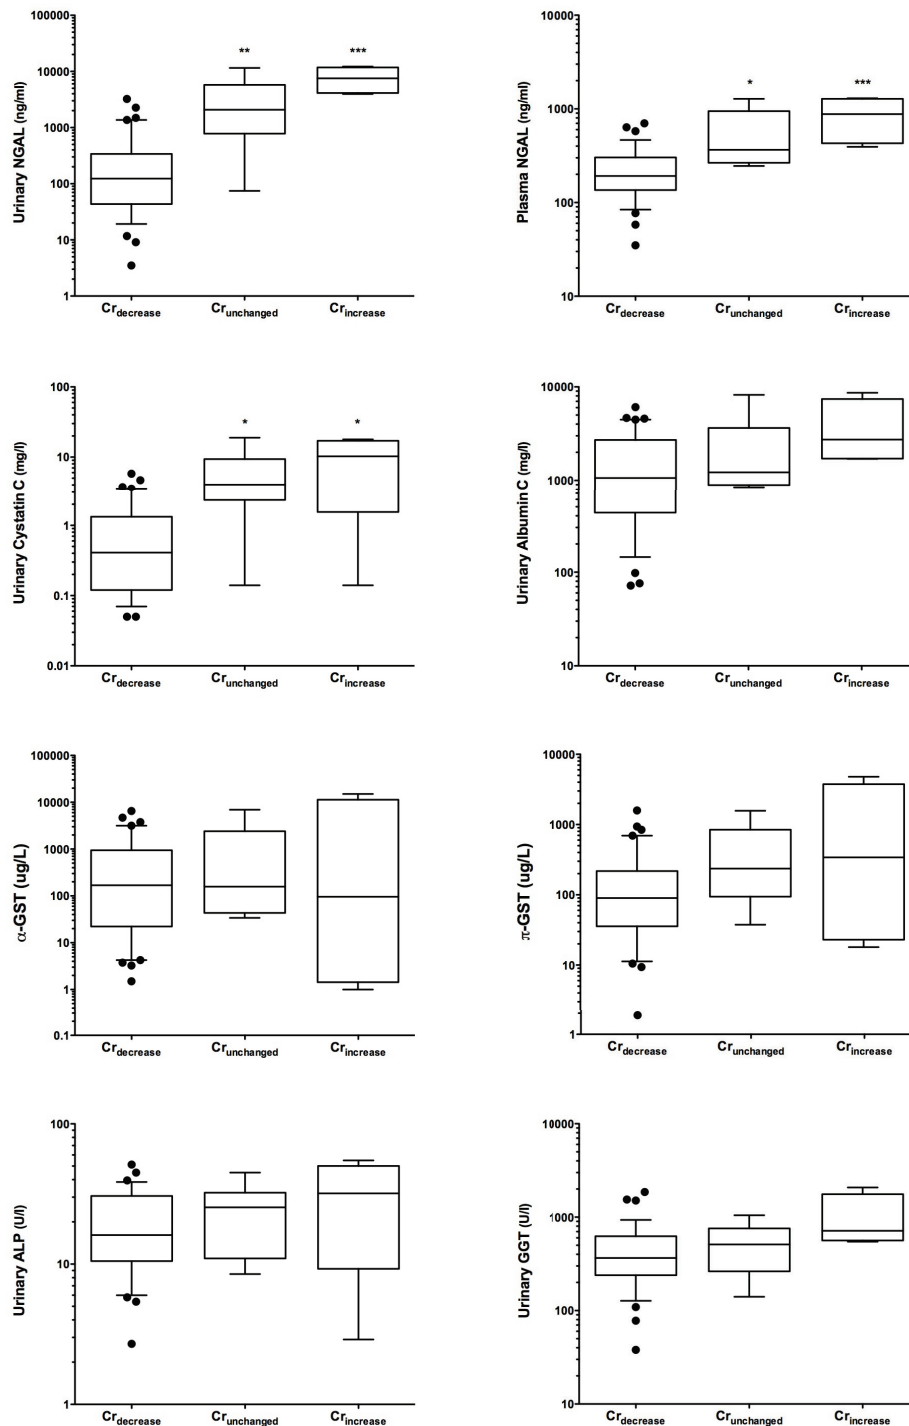 100000
10000
1000
100
10
1
Urinary NGAL (ng/ml)
**
***
Cr decrease
Cr unchanged
Cr increase
10000
1000
100
10
Plasma NGAL (ng/ml)
*
***
Cr decrease
Cr unchanged
Cr increase
100
10
1
0.1
0.01
Urinary Cystatin C (mg/l)
*
*
Cr decrease
Cr unchanged
Cr increase
10000
1000
100
10
Urinary Albumin C (mg/l)
Cr decrease
Cr unchanged
Cr increase
100000
10000
1000
100
10
1
0.1
α-GST (ug/L)
Cr decrease
Cr unchanged
Cr increase
10000
1000
100
10
1
π-GST (ug/L)
Cr decrease
Cr unchanged
Cr increase
100
10
1
Urinary ALP (U/l)
Cr decrease
Cr unchanged
Cr increase
10000
1000
100
10
Urinary GGT (U/l)
Cr decrease
Cr unchanged
Cr increase